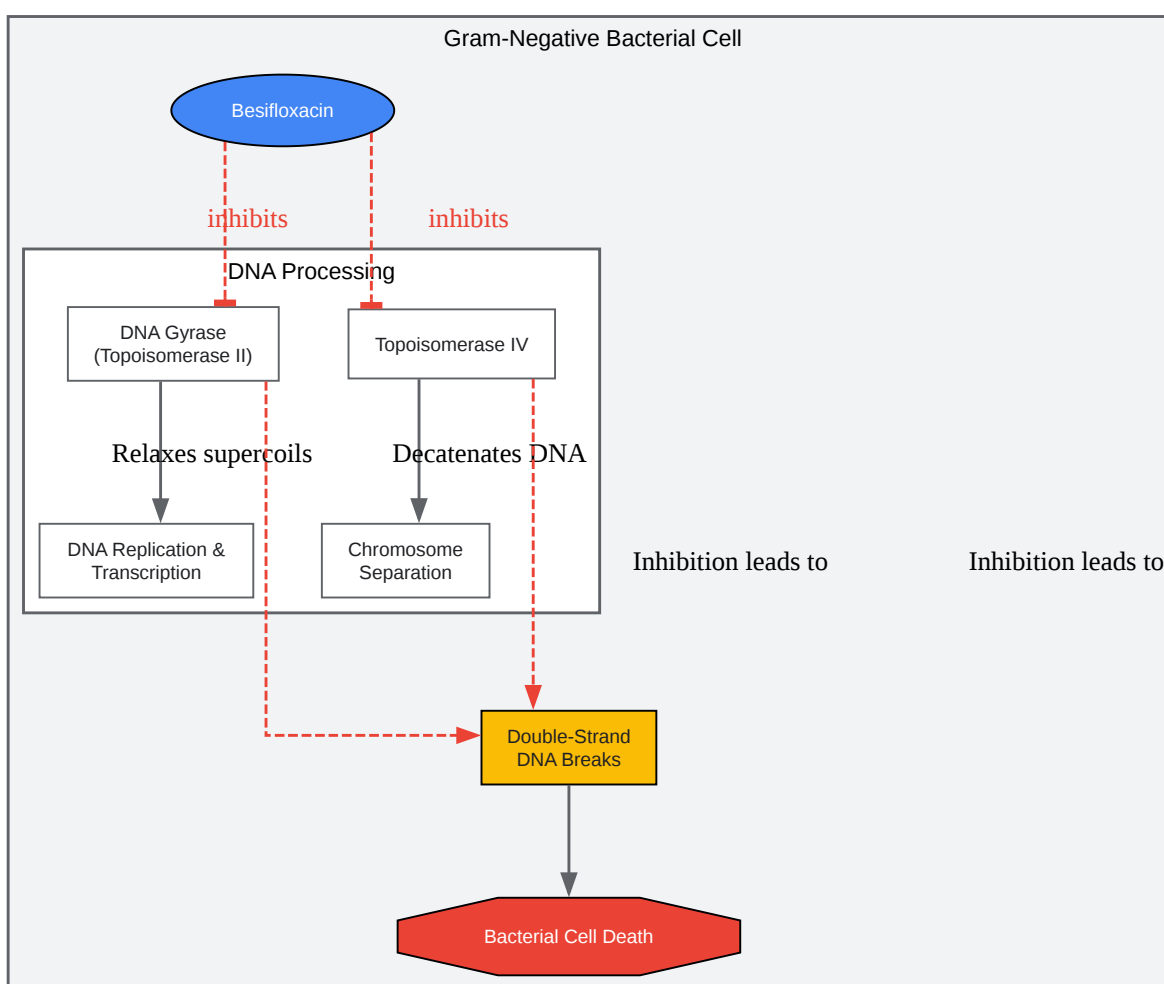 Gram-Negative Bacterial Cell
Besifloxacin
inhibits
inhibits
DNA Processing
DNA Gyrase
(Topoisomerase II)
Topoisomerase IV
Relaxes supercoils
Decatenates DNA
DNA Replication &
Transcription
Chromosome
Separation
Inhibition leads to
Inhibition leads to
Double-Strand
DNA Breaks
Bacterial Cell Death